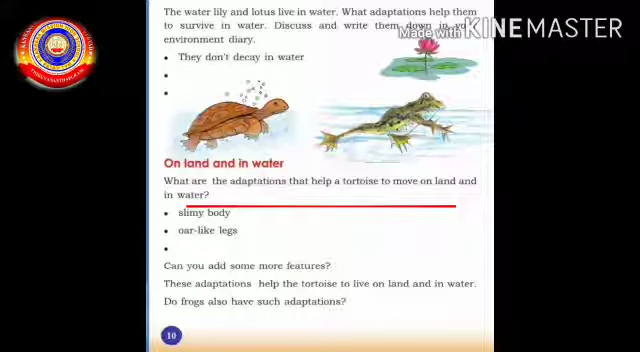 The water lily and lotus live in water. What adaptations help them
to survive in water. Discuss and write them down in your
environment diary.
Made with KINEMASTER
• They don't decay in water
•
•
On land and in water
What are the adaptations that help a tortoise to move on land and
in water?
• slimy body
• oar-like legs
•
Can you add some more features?
These adaptations help the tortoise to live on land and in water.
Do frogs also have such adaptations?
10